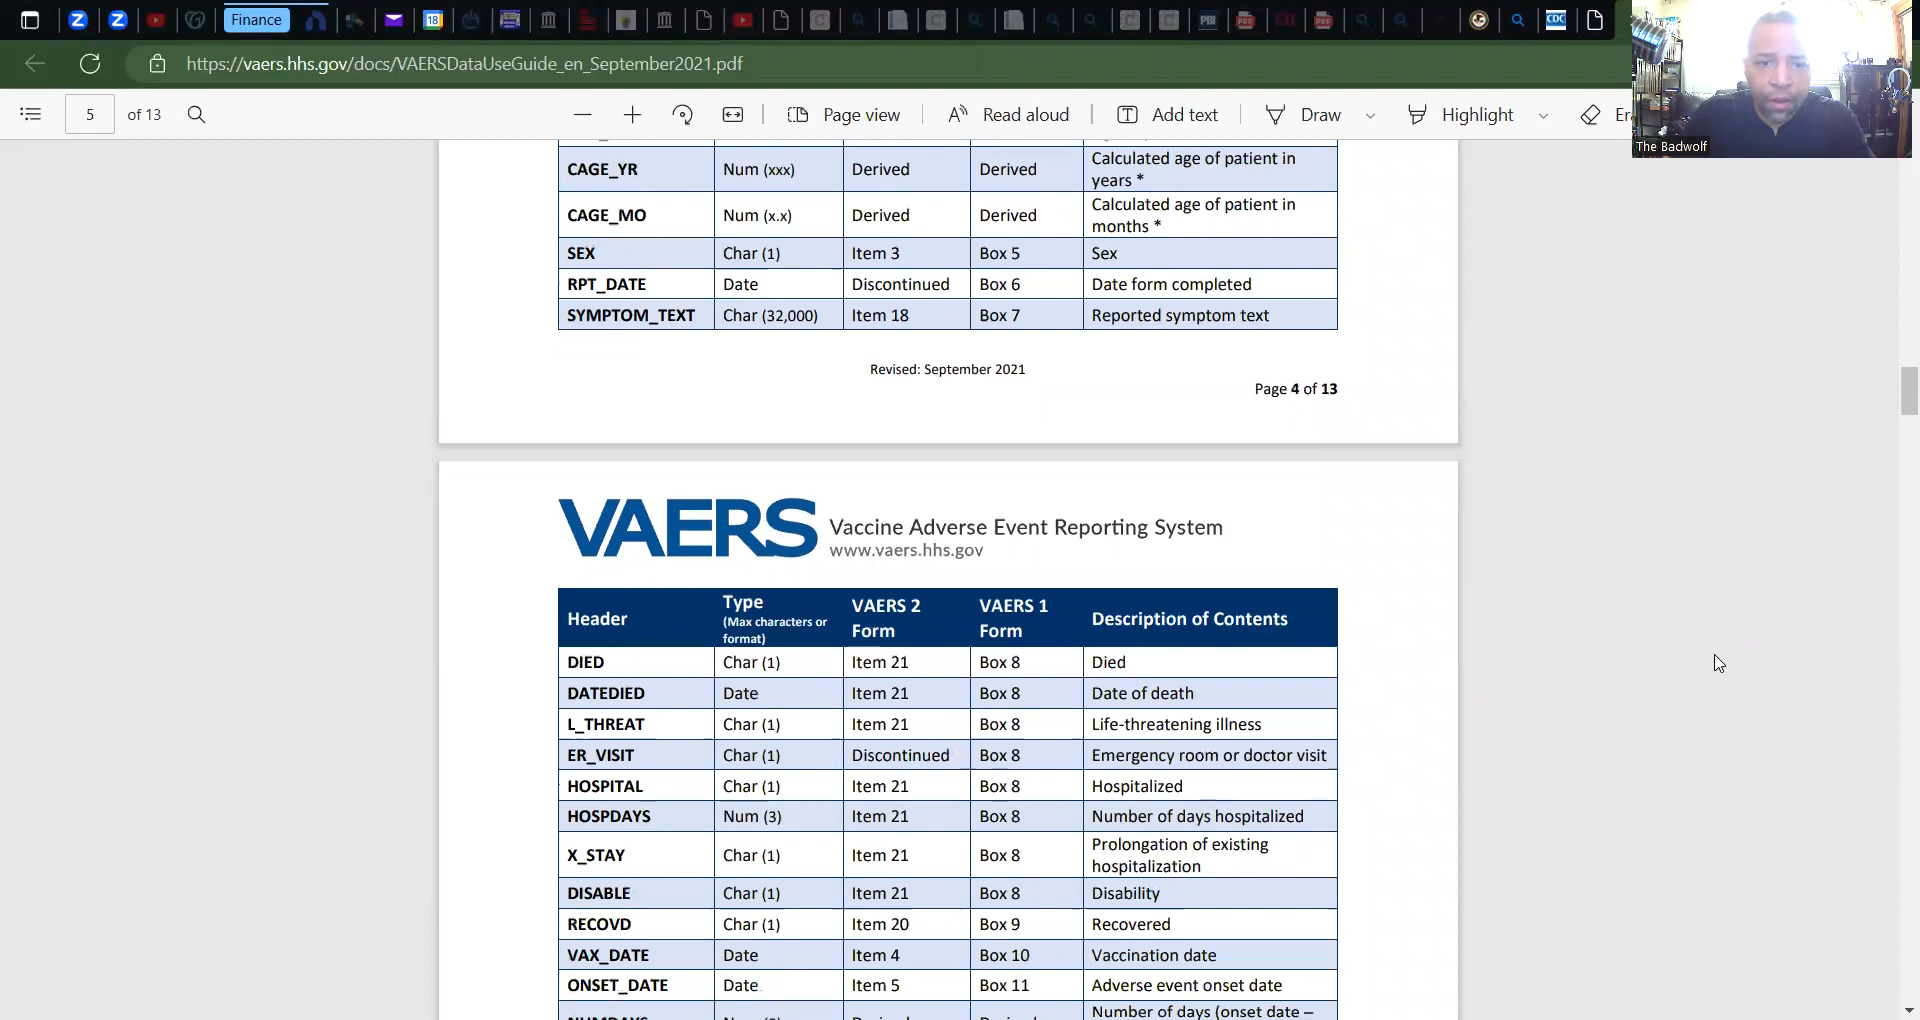 Finance
18
PBI
PDF
PDF
CDC
https://vaers.hhs.gov/docs/VAERSDataUseGuide_en_September2021.pdf
5 of 13 Page view Read aloud Add text Draw Highlight
The Badwolf
CAGE_YR Num (xxx) Derived Derived Calculated age of patient in
years *
CAGE_MO Num (x.x) Derived Derived Calculated age of patient in
months *
SEX Char (1) Item 3 Box 5 Sex
RPT_DATE Date Discontinued Box 6 Date form completed
SYMPTOM_TEXT Char (32,000) Item 18 Box 7 Reported symptom text
Revised: September 2021
Page 4 of 13
VAERS Vaccine Adverse Event Reporting System
www.vaers.hhs.gov
Header Type (Max characters or format) VAERS 2 Form VAERS 1 Form Description of Contents
DIED Char (1) Item 21 Box 8 Died
DATEDIED Date Item 21 Box 8 Date of death
L_THREAT Char (1) Item 21 Box 8 Life-threatening illness
ER_VISIT Char (1) Discontinued Box 8 Emergency room or doctor visit
HOSPITAL Char (1) Item 21 Box 8 Hospitalized
HOSPDAYS Num (3) Item 21 Box 8 Number of days hospitalized
X_STAY Char (1) Item 21 Box 8 Prolongation of existing
hospitalization
DISABLE Char (1) Item 21 Box 8 Disability
RECOVD Char (1) Item 20 Box 9 Recovered
VAX_DATE Date Item 4 Box 10 Vaccination date
ONSET_DATE Date Item 5 Box 11 Adverse event onset date
Number of days (onset date –